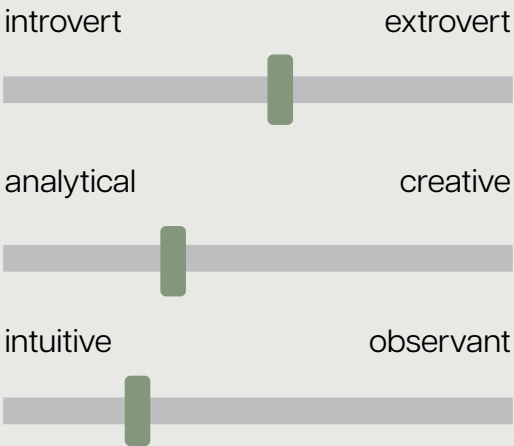 introvert extrovert
analytical creative
intuitive observant